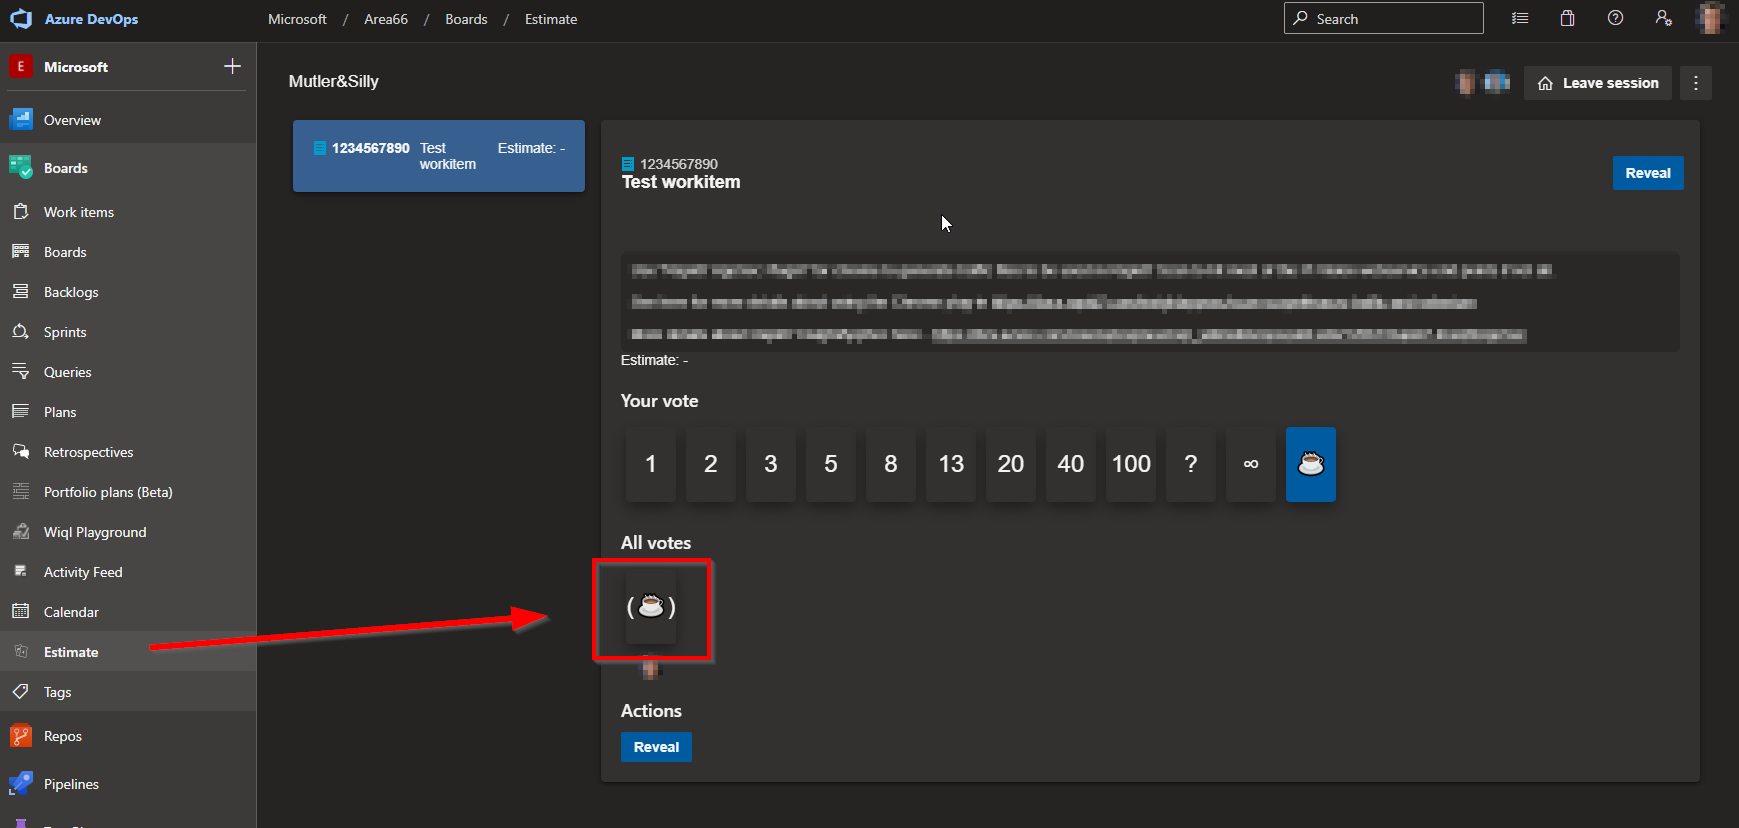 Azure DevOps
Microsoft / Area66 / Boards / Estimate
Search
E Microsoft
Overview
Boards
Work items
Boards
Backlogs
Sprints
Queries
Plans
Retrospectives
Portfolio plans (Beta)
Wiql Playground
Activity Feed
Calendar
Estimate
Tags
Repos
Pipelines
Mutler&Silly
Leave session
1234567890 Test Estimate: -
workitem
1234567890
Test workitem
Reveal
Estimate: -
Your vote
1 2 3 5 8 13 20 40 100 ? ∞ ☕
All votes
(☕)
Actions
Reveal